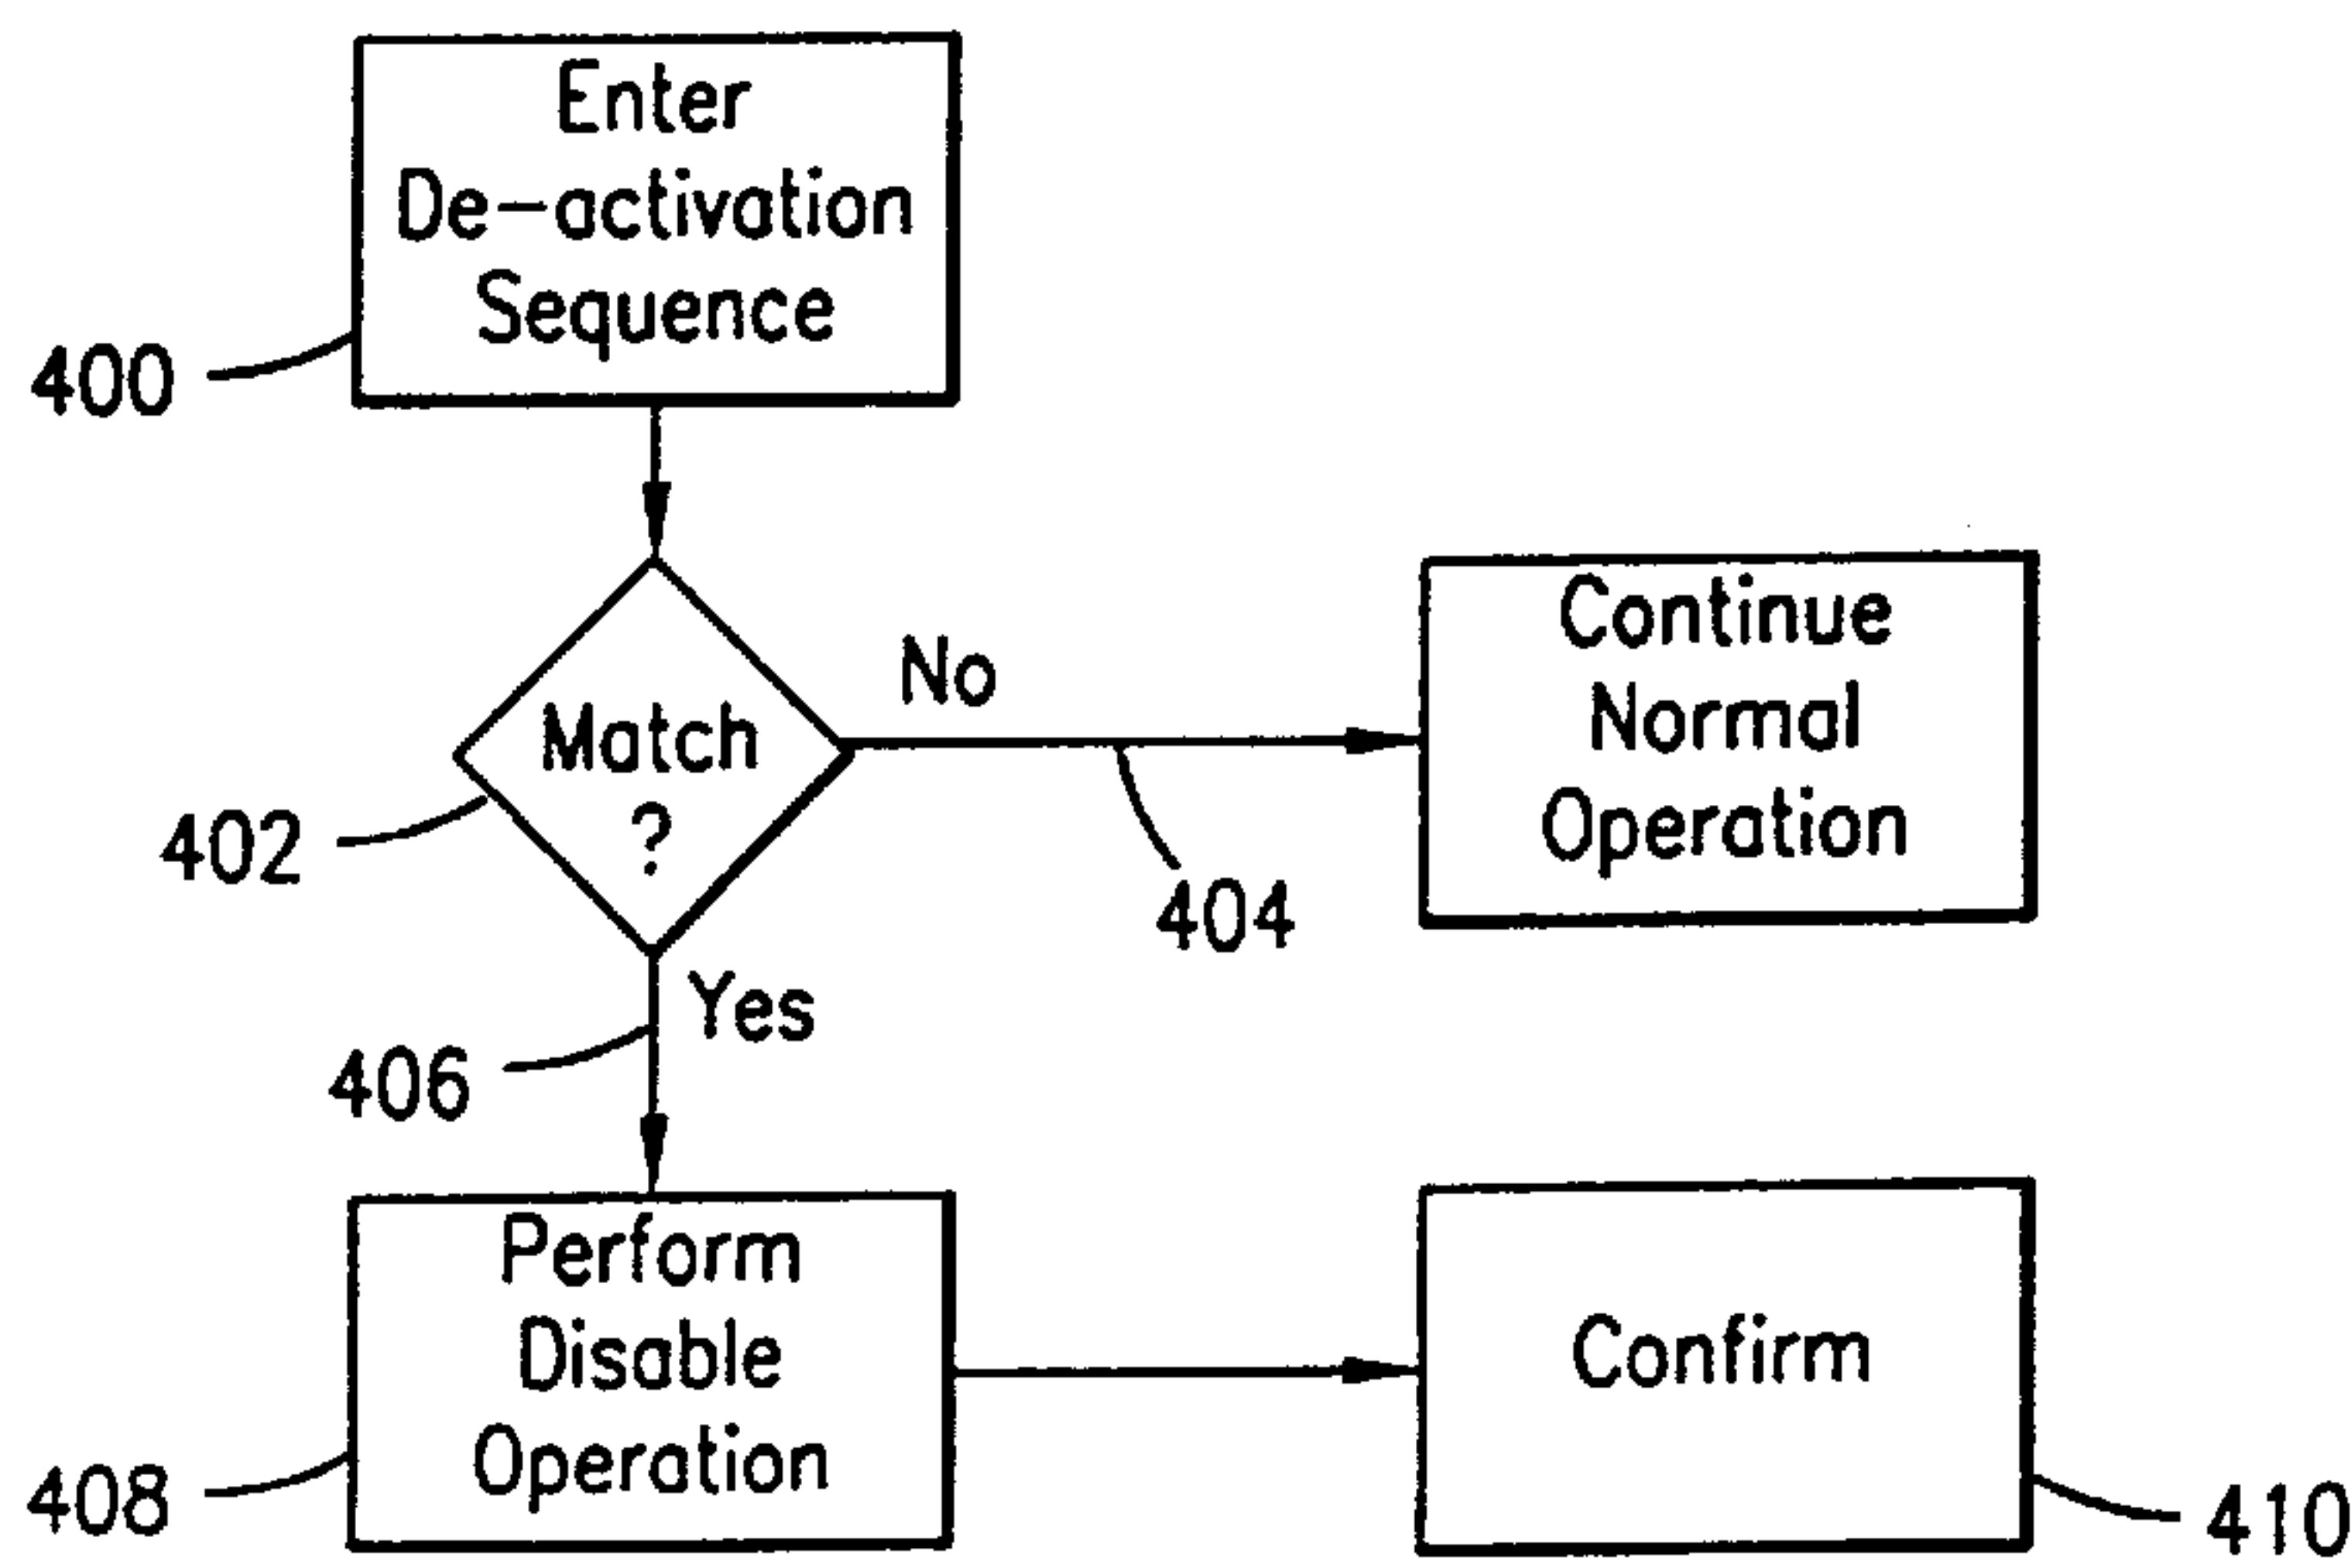 Enter
De-activation
Sequence
400
Match
?
402
No
404
Continue
Normal
Operation
Yes
406
Perform
Disable
Operation
408
Confirm
410